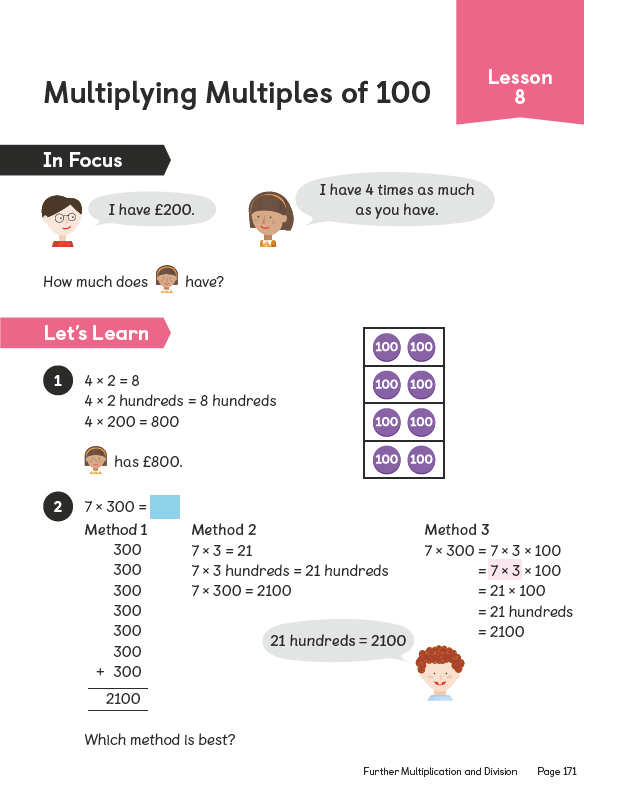 Lesson
8
Multiplying Multiples of 100
In Focus
I have £200.
I have 4 times as much
as you have.
How much does have?
Let's Learn
1
4 × 2 = 8
4 × 2 hundreds = 8 hundreds
4 × 200 = 800
has £800.
100 100
100 100
100 100
100 100
2
7 × 300 =
Method 1
300
300
300
300
300
300
+ 300
2100
Method 2
7 × 3 = 21
7 × 3 hundreds = 21 hundreds
7 × 300 = 2100
Method 3
7 × 300 = 7 × 3 × 100
= 7 × 3 × 100
= 21 × 100
= 21 hundreds
= 2100
21 hundreds = 2100
Which method is best?
Further Multiplication and Division Page 171